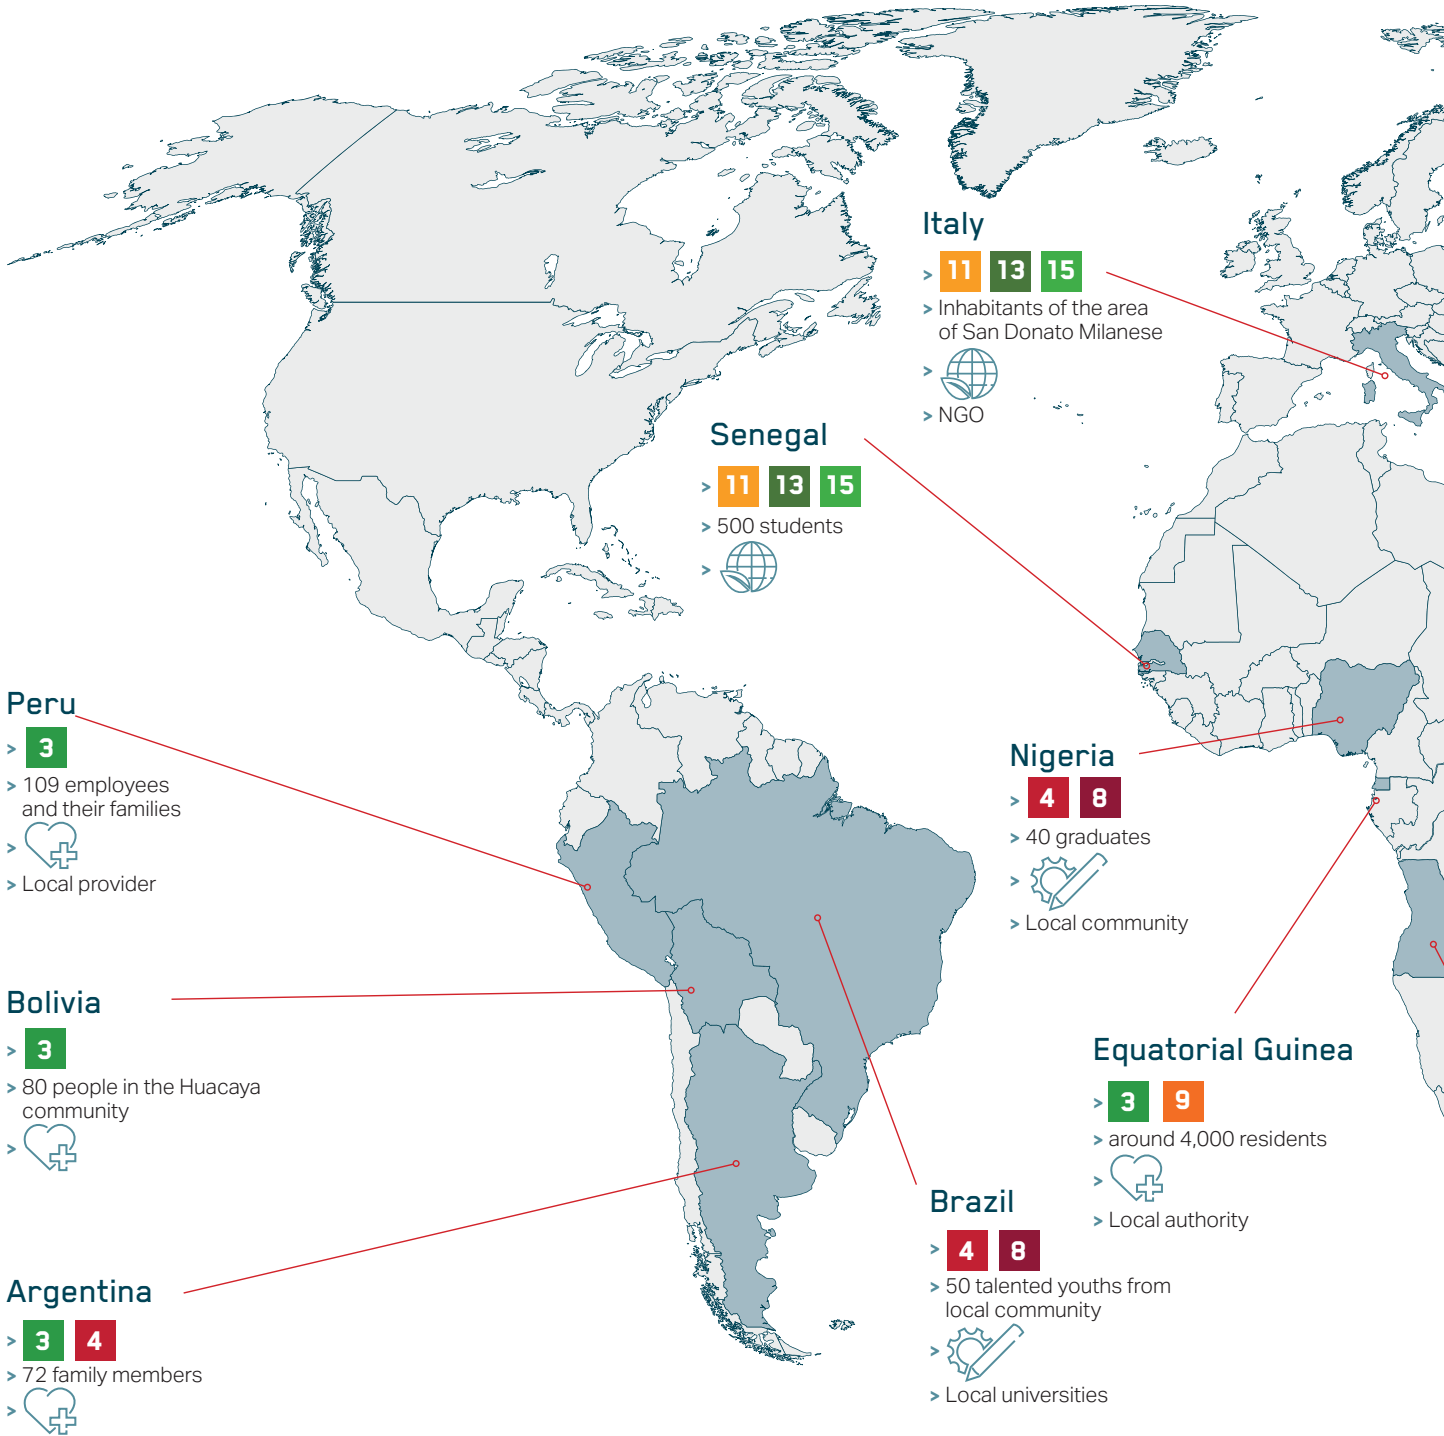 Italy
> 11 13 15
> Inhabitants of the area
of San Donato Milanese
>
> NGO
Senegal
> 11 13 15
> 500 students
>
Peru
> 3
> 109 employees
and their families
>
> Local provider
Nigeria
> 4 8
> 40 graduates
>
> Local community
Bolivia
> 3
> 80 people in the Huacaya
community
>
Equatorial Guinea
> 3 9
> around 4,000 residents
>
> Local authority
Brazil
> 4 8
> 50 talented youths from
local community
>
> Local universities
Argentina
> 3 4
> 72 family members
>